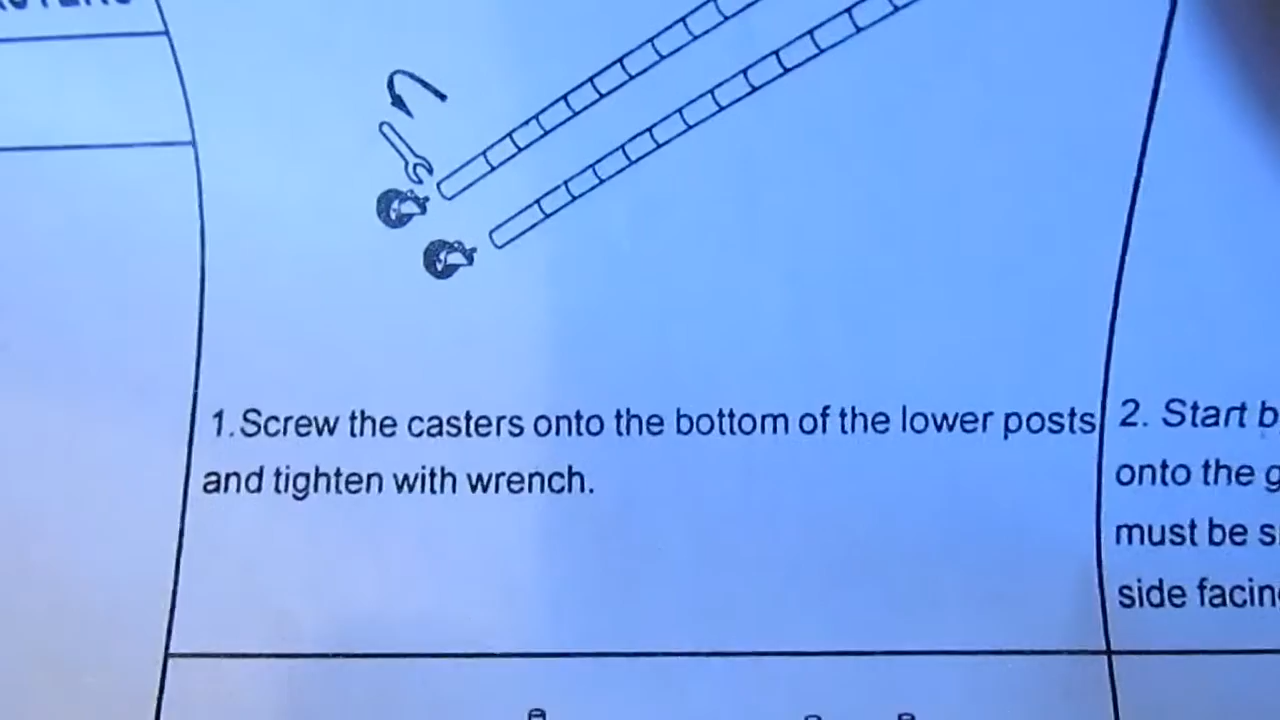 1.Screw the casters onto the bottom of the lower posts
and tighten with wrench.
2. Start
onto the
must be
side